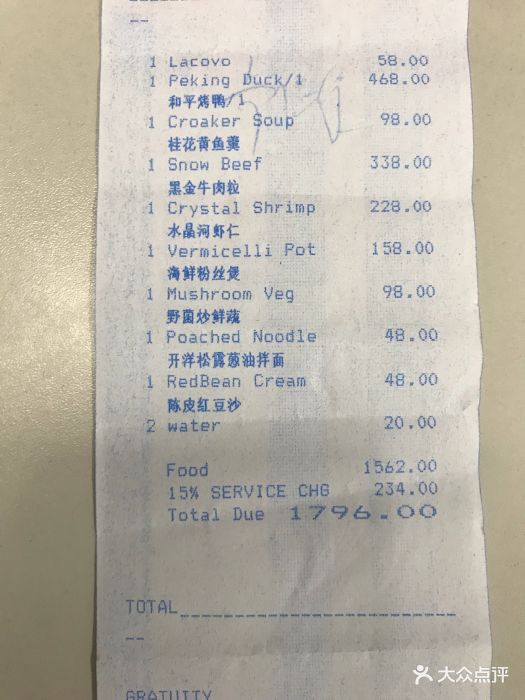 --
1 Lacovo 58.00
1 Peking Duck/1 468.00
和平烤鸭/1
1 Croaker Soup 98.00
桂花黄鱼羹
1 Snow Beef 338.00
黑金牛肉粒
1 Crystal Shrimp 228.00
水晶河虾仁
1 Vermicelli Pot 158.00
海鲜粉丝煲
1 Mushroom Veg 98.00
野菌炒鲜蔬
1 Poached Noodle 48.00
开洋松露葱油拌面
1 RedBean Cream 48.00
陈皮红豆沙
2 water 20.00
Food 1562.00
15% SERVICE CHG 234.00
Total Due 1796.00
TOTAL
--
GRATUITY
大众点评